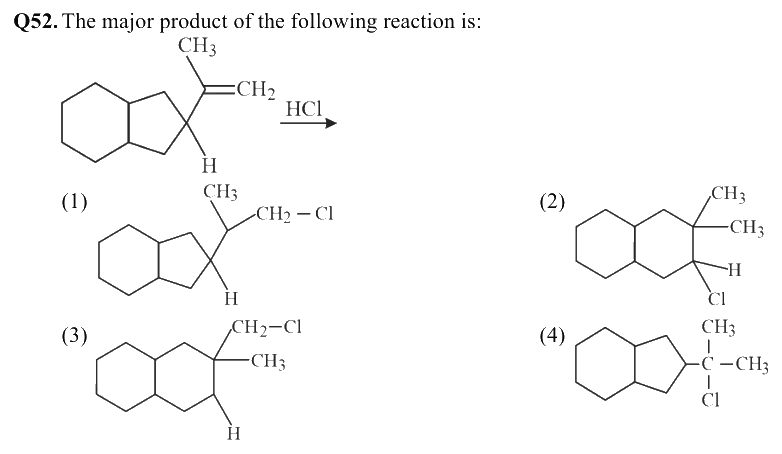 Q52. The major product of the following reaction is:
CH3
CH2
HCl
H
(1)
CH3
CH2 – Cl
H
(2)
CH3
CH3
H
Cl
(3)
CH2–Cl
CH3
H
(4)
CH3
C – CH3
Cl